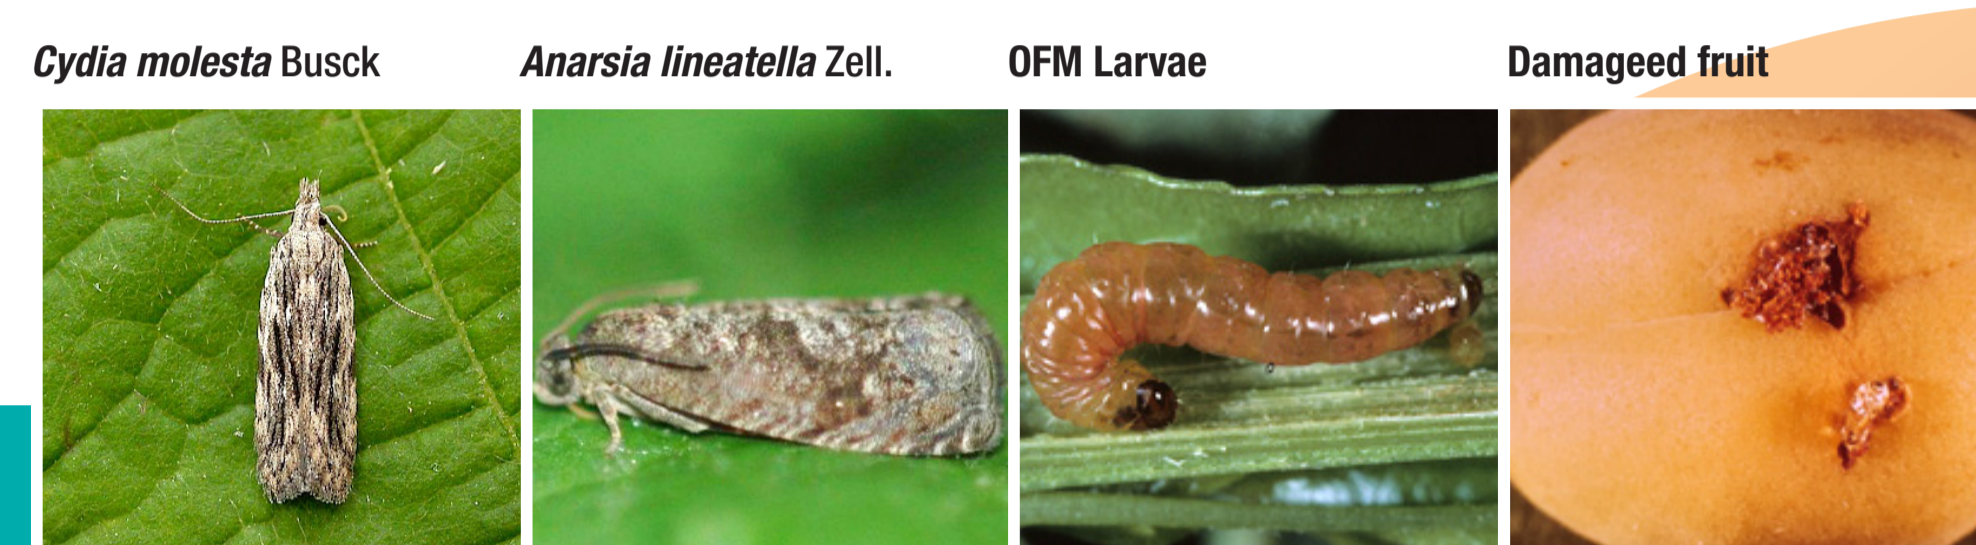 Cydia molesta Busck
Anarsia lineatella Zell.
OFM Larvae
Damageed fruit